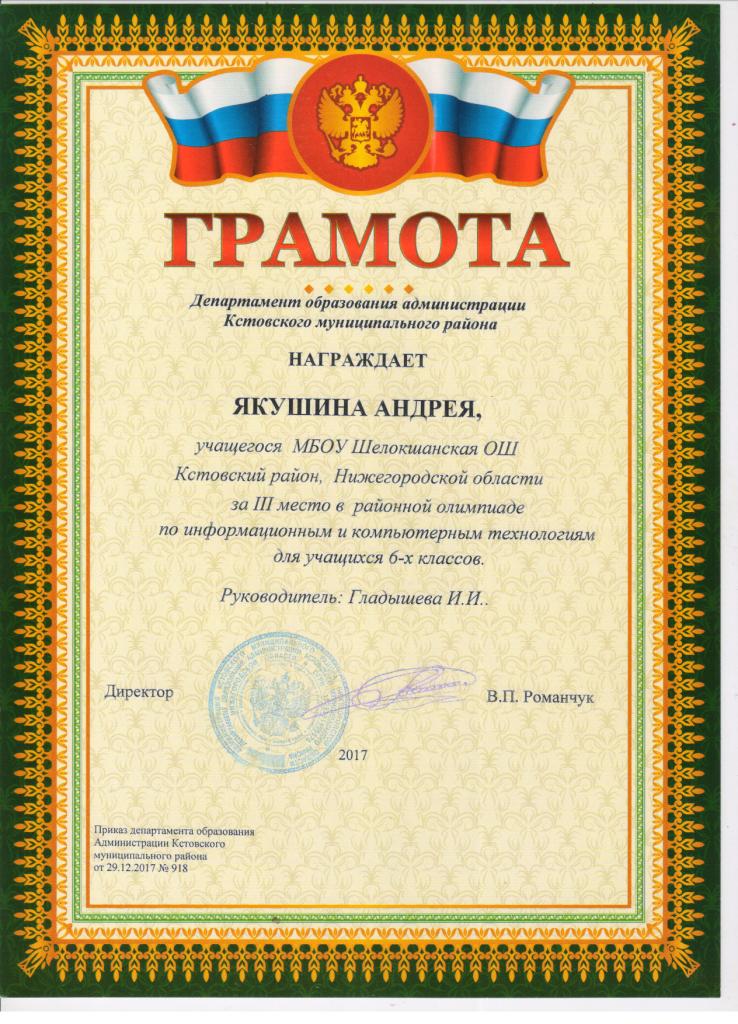 ГРАМОТА
Департамент образования администрации
Кстовского муниципального района
НАГРАЖДАЕТ
ЯКУШИНА АНДРЕЯ,
учащегося МБОУ Шелокшанская ОШ
Кстовский район, Нижегородской области
за III место в районной олимпиаде
по информационным и компьютерным технологиям
для учащихся 6-х классов.
Руководитель: Гладышева И.И..
Директор
В.П. Романчук
2017
Приказ департамента образования
Администрации Кстовского
муниципального района
от 29.12.2017 № 918